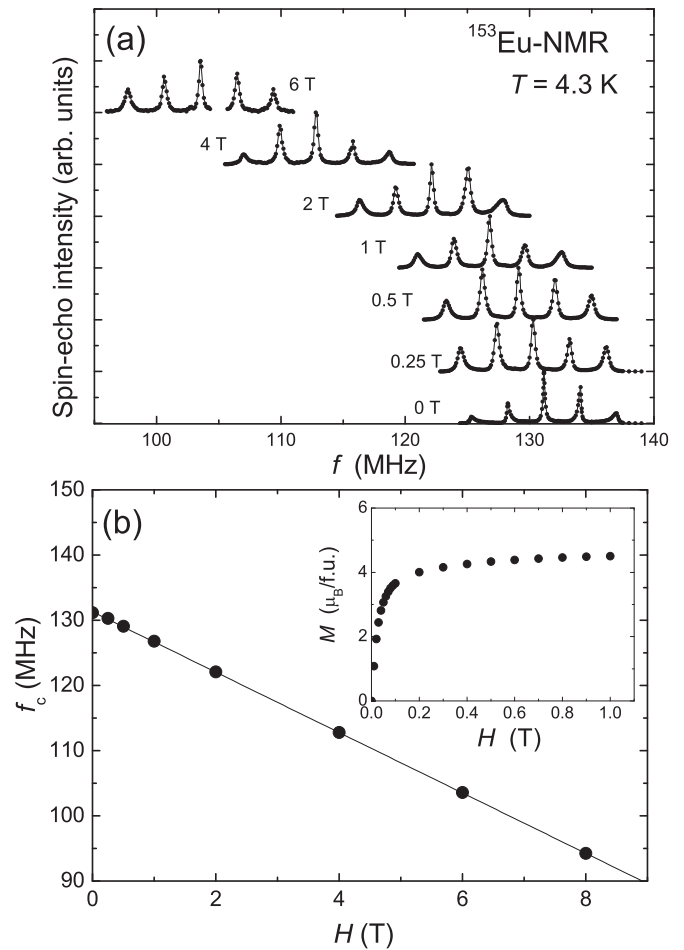 (a)
¹⁵³Eu-NMR
T = 4.3 K
6 T
4 T
2 T
1 T
0.5 T
0.25 T
0 T
Spin-echo intensity (arb. units)
100 110 120 130 140
f (MHz)
(b)
150
140
130
120
110
100
90
f_c (MHz)
0 2 4 6 8
H (T)
6
4
2
0
M (μ_B/f.u.)
0.0 0.2 0.4 0.6 0.8 1.0
H (T)